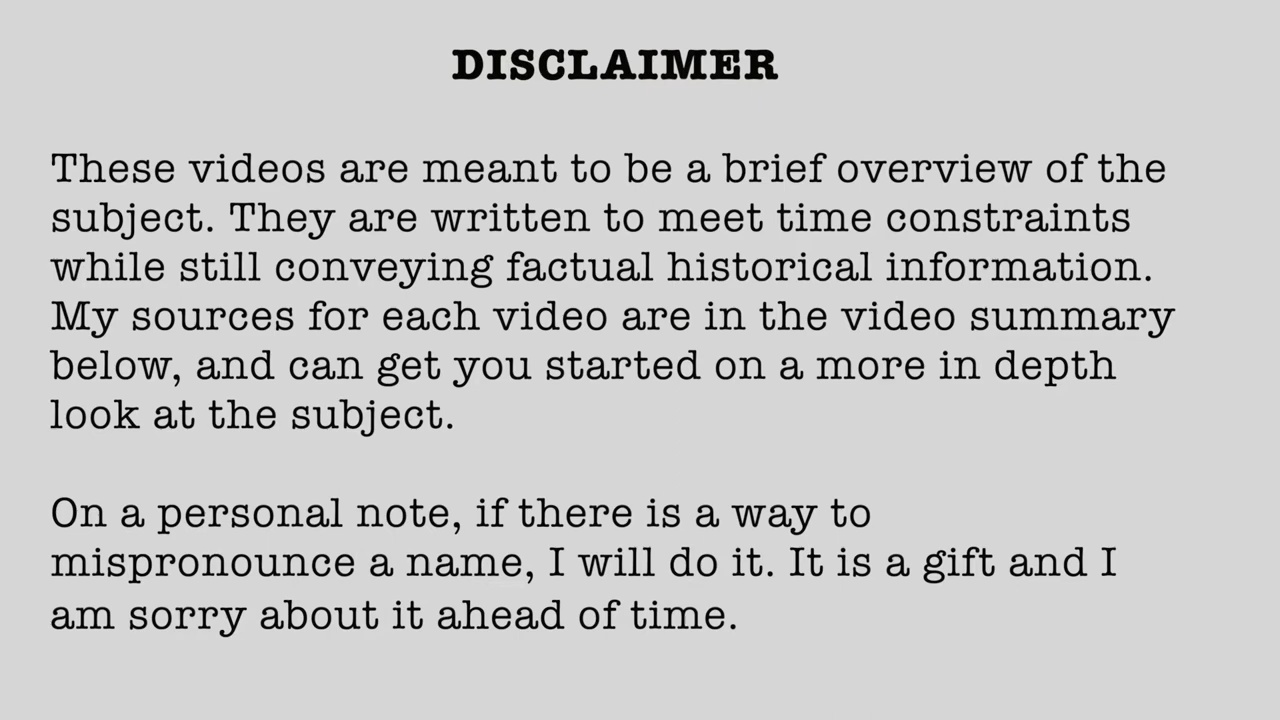 DISCLAIMER
These videos are meant to be a brief overview of the
subject. They are written to meet time constraints
while still conveying factual historical information.
My sources for each video are in the video summary
below, and can get you started on a more in depth
look at the subject.
On a personal note, if there is a way to
mispronounce a name, I will do it. It is a gift and I
am sorry about it ahead of time.